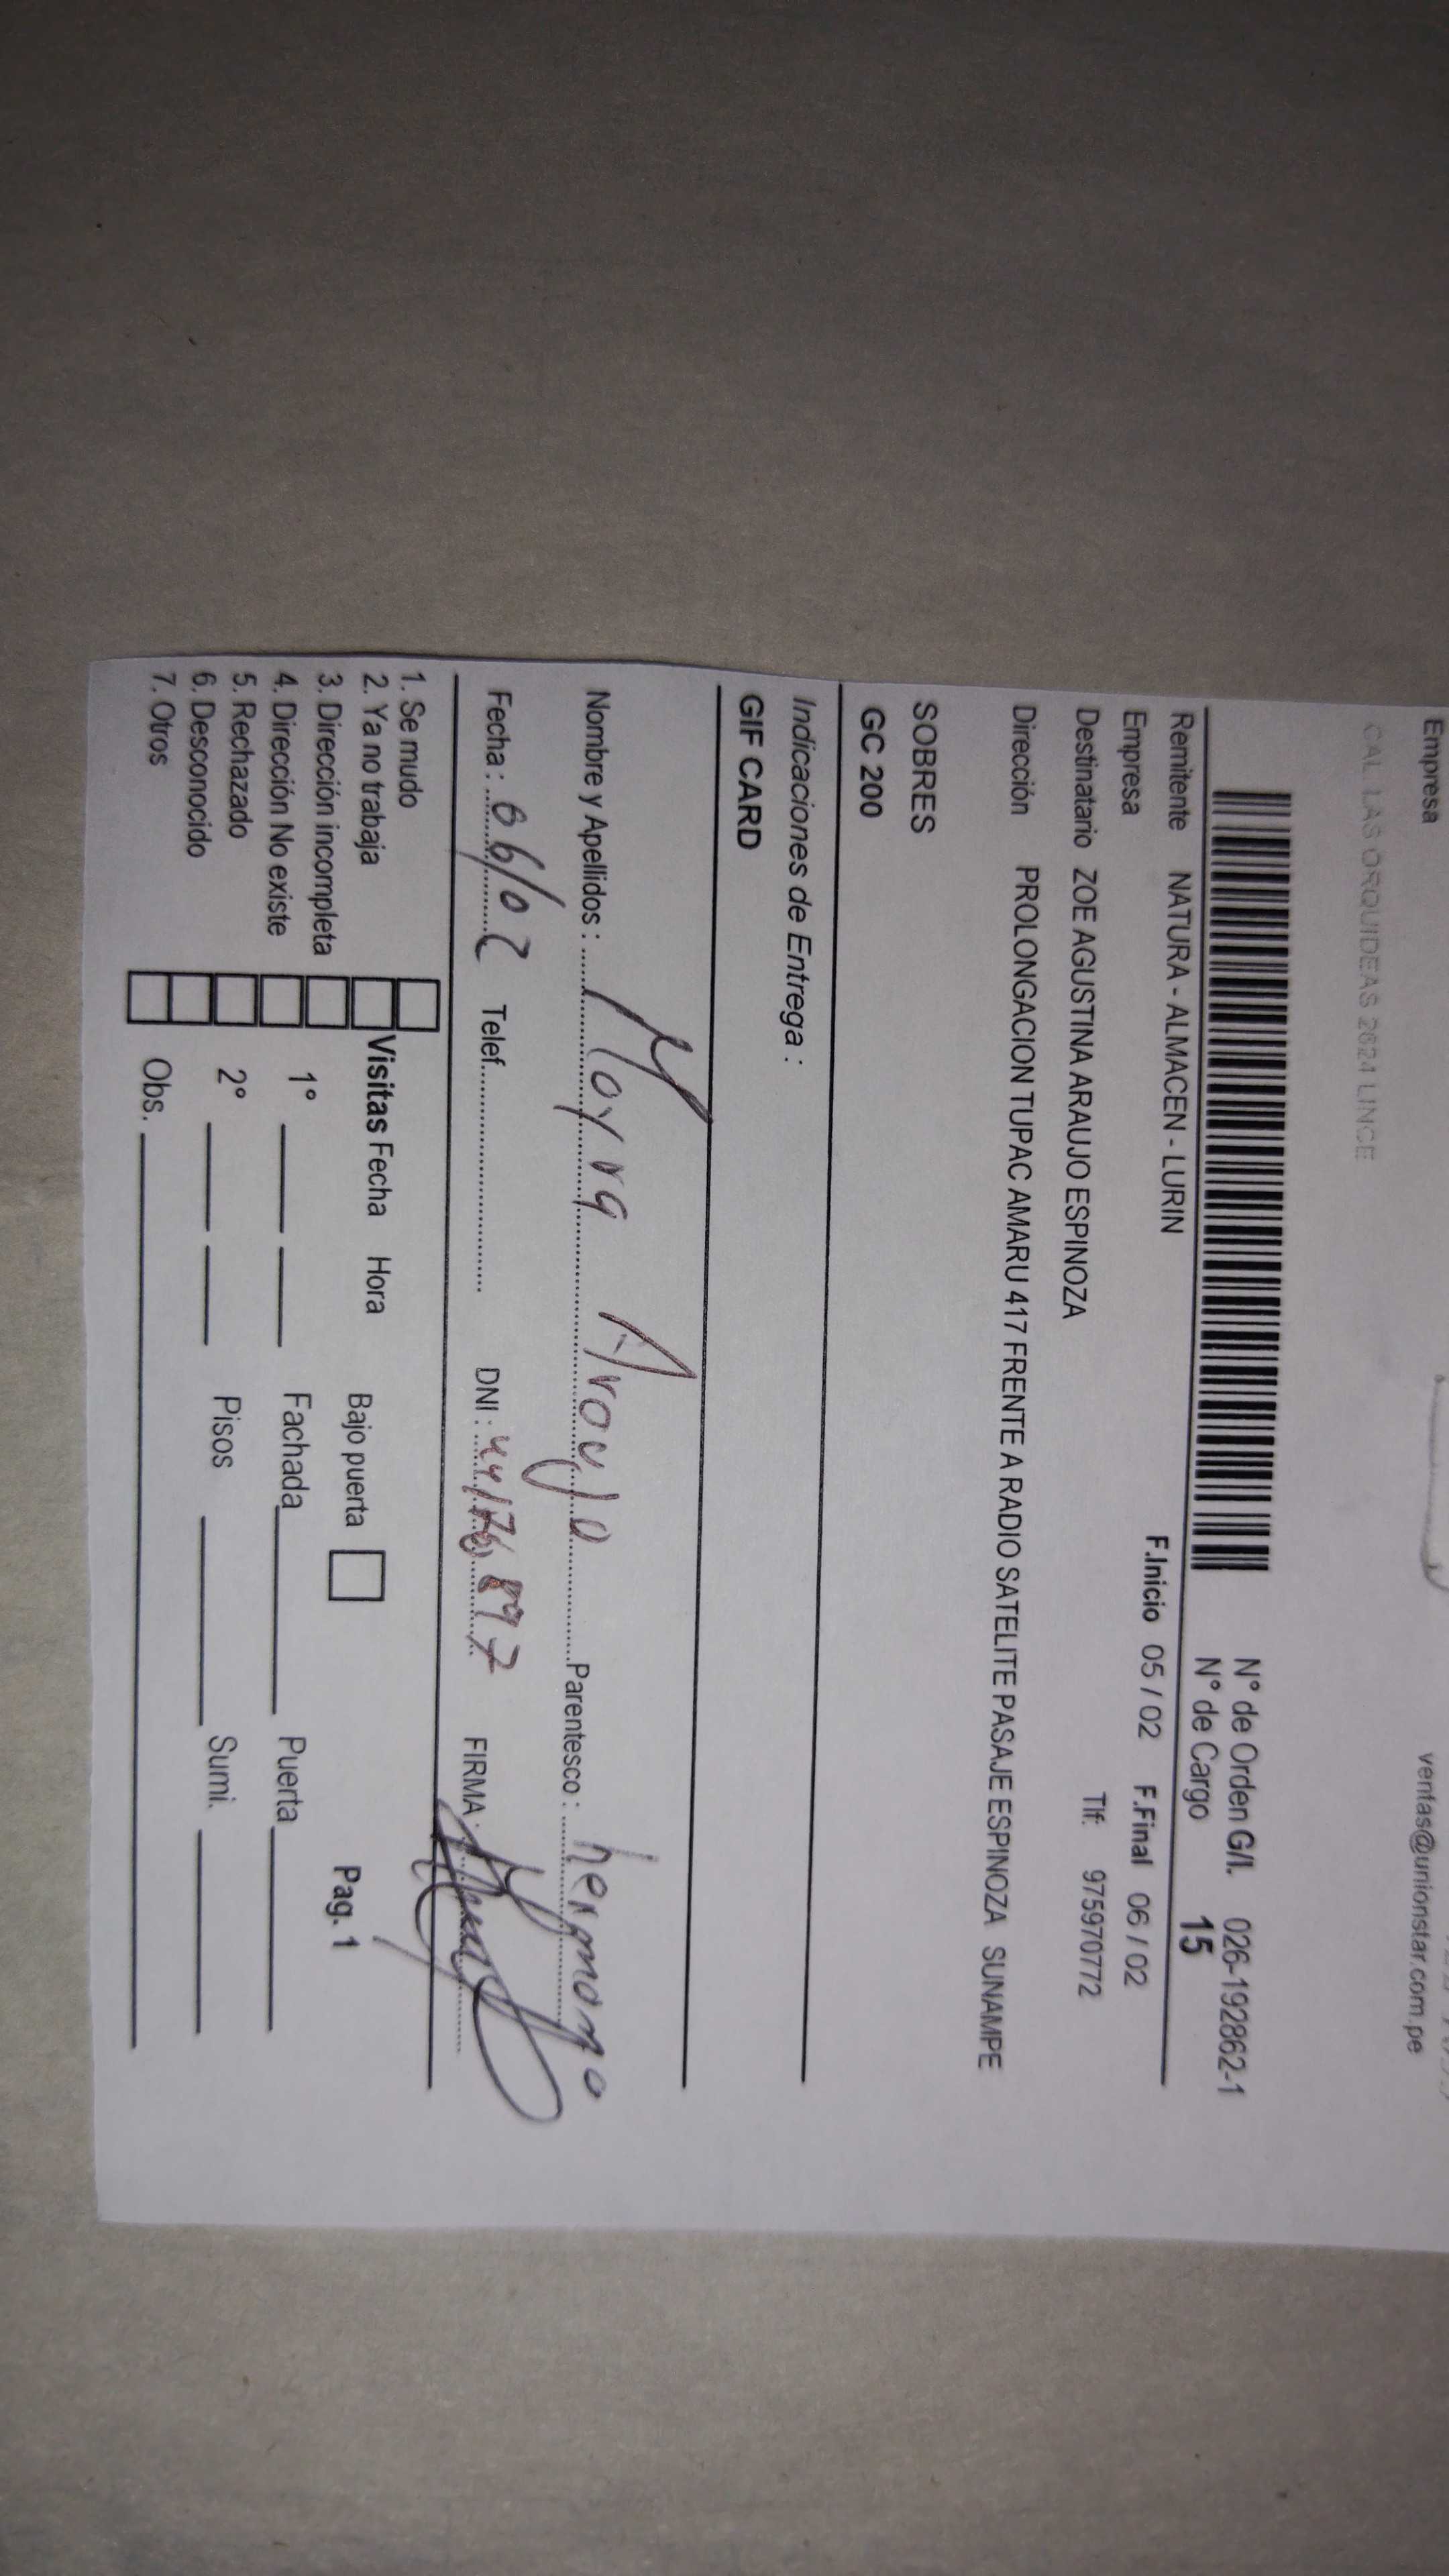 Empresa
ventas@unionstar.com.pe
CAL LAS ORQUIDEAS 2624 LINCE
N° de Orden G/I. 026-192862-1
N° de Cargo 15
Remitente NATURA - ALMACEN - LURIN F.Inicio 05 / 02 F.Final 06 / 02
Empresa
Destinatario ZOE AGUSTINA ARAUJO ESPINOZA Tlf: 975970772
Dirección PROLONGACION TUPAC AMARU 417 FRENTE A RADIO SATELITE PASAJE ESPINOZA SUNAMPE
SOBRES
GC 200
Indicaciones de Entrega :
GIF CARD
Nombre y Apellidos : Mayra Araujo Parentesco : hermana
Fecha : 06/02 Telef. DNI : 44176897 FIRMA :
1. Se mudo
2. Ya no trabaja Visitas Fecha Hora Bajo puerta Pag. 1
3. Dirección incompleta
4. Dirección No existe 1° Fachada Puerta
5. Rechazado 2° Pisos Sumi.
6. Desconocido
7. Otros Obs.